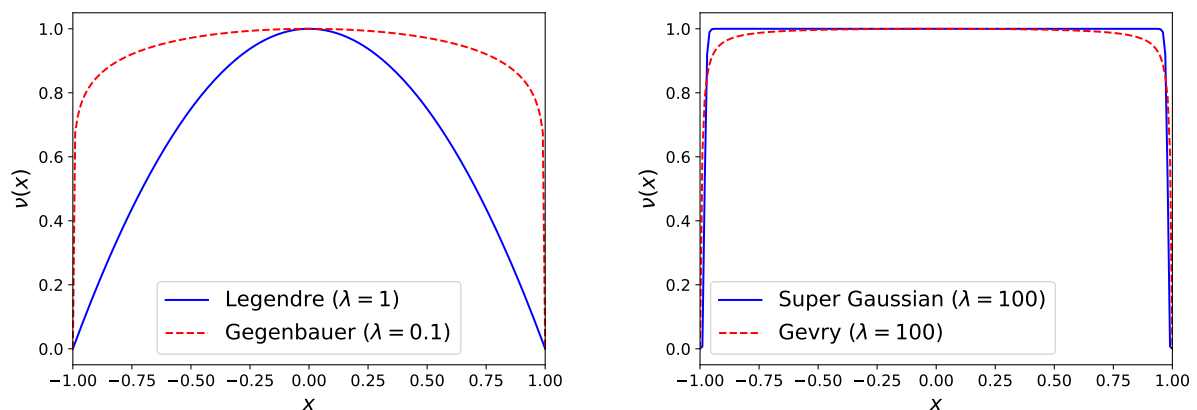 1.0
0.8
0.6
0.4
0.2
0.0
ν(x)
Legendre (λ = 1)
Gegenbauer (λ = 0.1)
−1.00 −0.75 −0.50 −0.25 0.00 0.25 0.50 0.75 1.00
x
1.0
0.8
0.6
0.4
0.2
0.0
ν(x)
Super Gaussian (λ = 100)
Gevry (λ = 100)
−1.00 −0.75 −0.50 −0.25 0.00 0.25 0.50 0.75 1.00
x